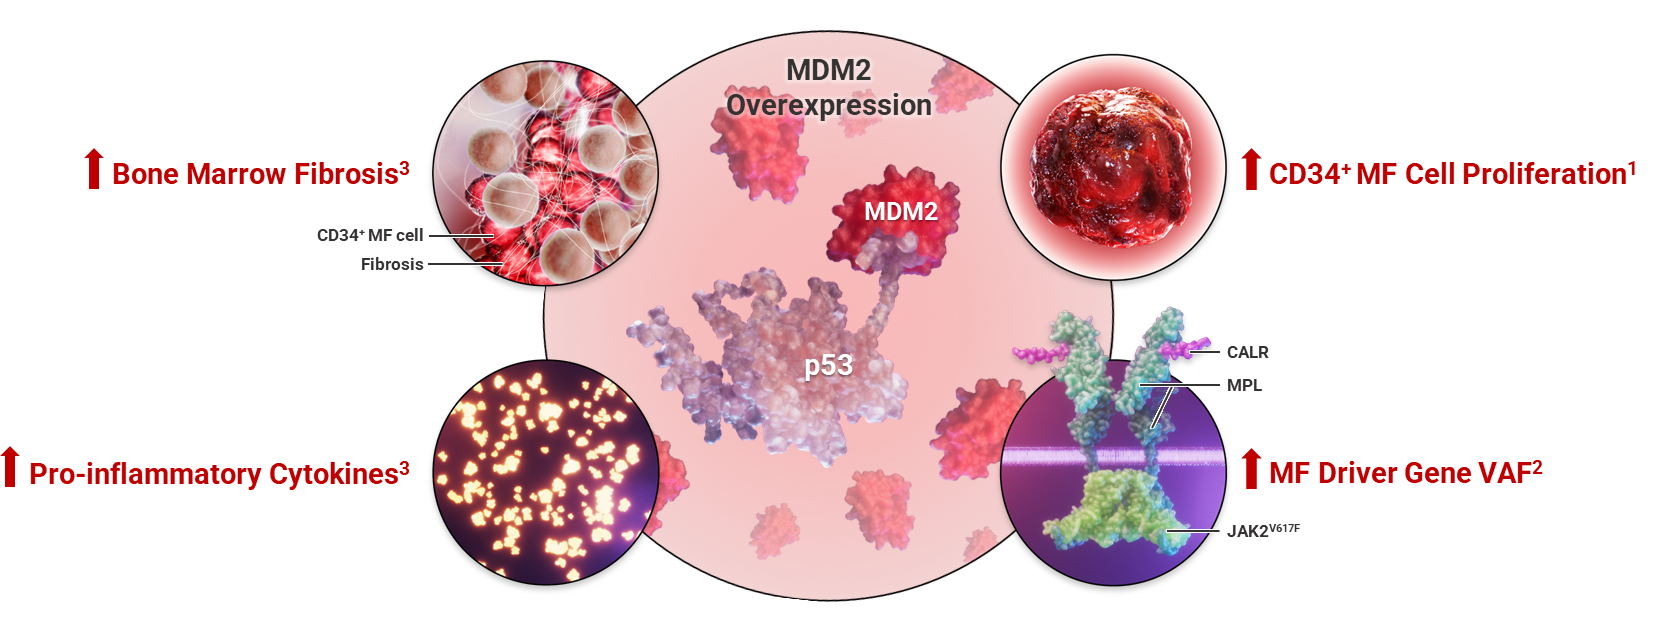 MDM2
Overexpression
MDM2
p53
Bone Marrow Fibrosis³
CD34⁺ MF cell
Fibrosis
CD34⁺ MF Cell Proliferation¹
Pro-inflammatory Cytokines³
CALR
MPL
MF Driver Gene VAF²
JAK2ⱽ⁶¹⁷ꟳ